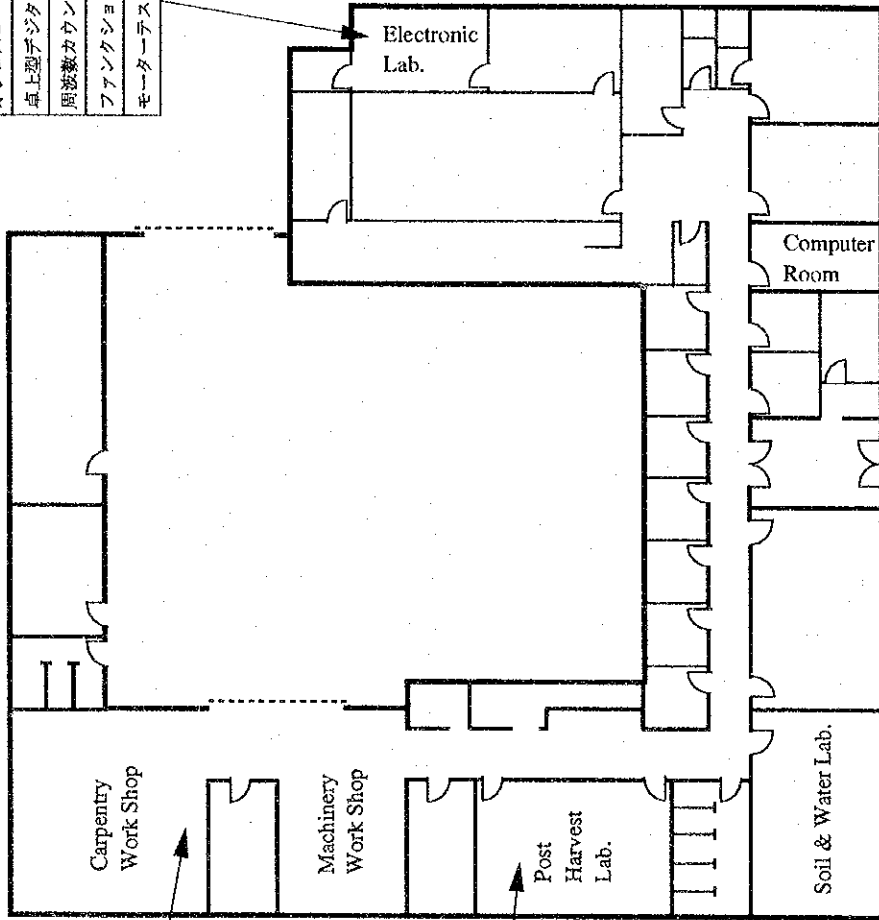 卓上型デジタ
周波数カウン
ファンクショ
モーターテス
Electronic
Lab.
Computer
Room
Carpentry
Work Shop
Machinery
Work Shop
Post
Harvest
Lab.
Soil & Water Lab.